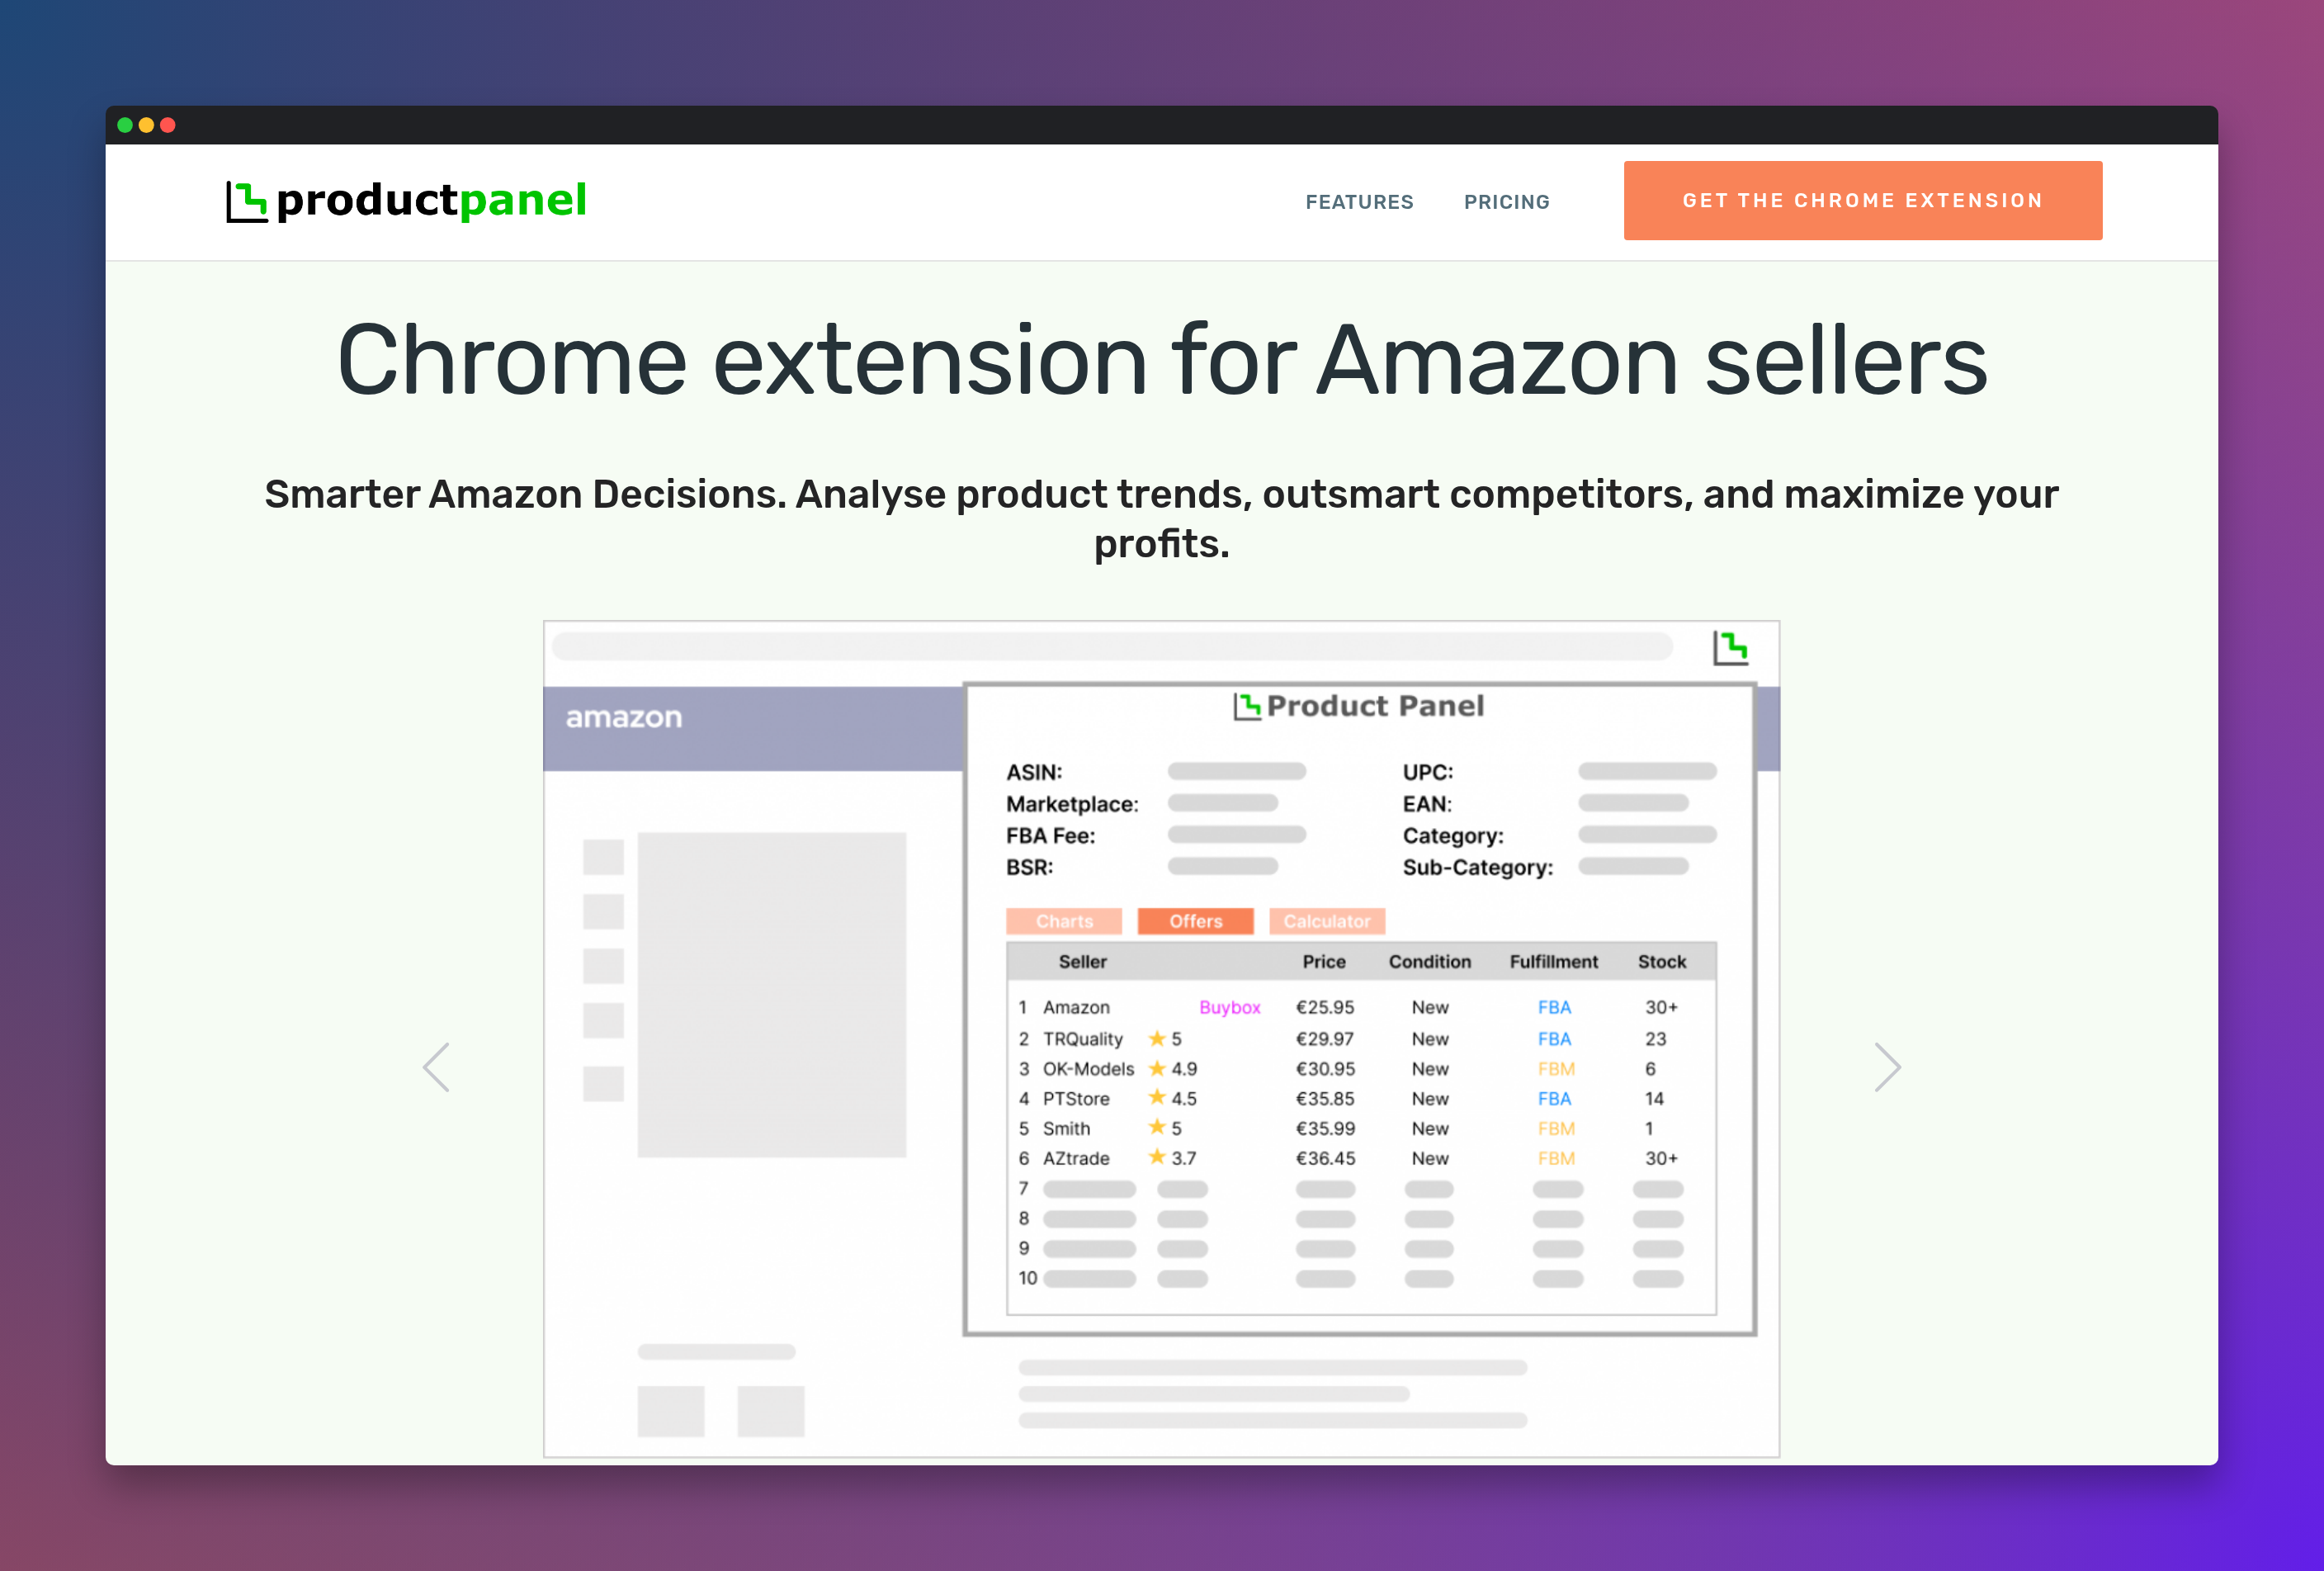 productpanel
FEATURES PRICING GET THE CHROME EXTENSION
Chrome extension for Amazon sellers
Smarter Amazon Decisions. Analyse product trends, outsmart competitors, and maximize your
profits.
amazon
Product Panel
ASIN: UPC:
Marketplace: EAN:
FBA Fee: Category:
BSR: Sub-Category:
Charts Offers Calculator
Seller Price Condition Fulfillment Stock
1 Amazon Buybox €25.95 New FBA 30+
2 TRQuality 5 €29.97 New FBA 23
3 OK-Models 4.9 €30.95 New FBM 6
4 PTStore 4.5 €35.85 New FBA 14
5 Smith 5 €35.99 New FBM 1
6 AZtrade 3.7 €36.45 New FBM 30+
7
8
9
10